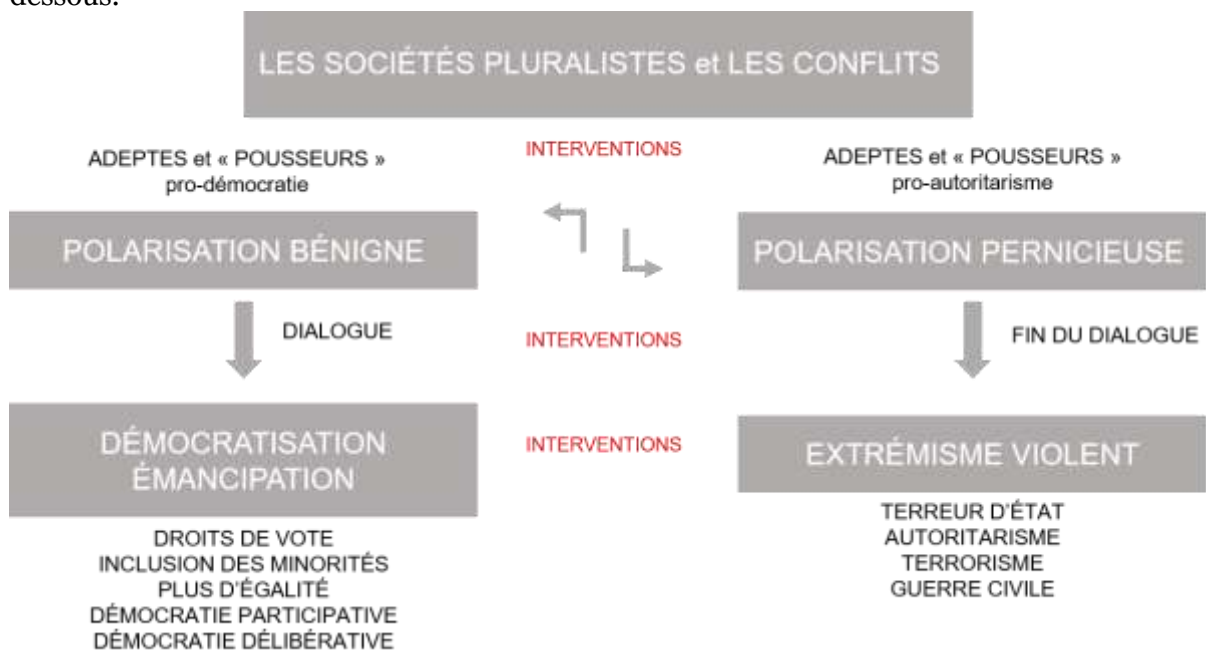 dessous.
LES SOCIÉTÉS PLURALISTES et LES CONFLITS
ADEPTES et « POUSSEURS »
pro-démocratie
INTERVENTIONS
ADEPTES et « POUSSEURS »
pro-autoritarisme
POLARISATION BÉNIGNE
POLARISATION PERNICIEUSE
DIALOGUE
INTERVENTIONS
FIN DU DIALOGUE
DÉMOCRATISATION
ÉMANCIPATION
INTERVENTIONS
EXTRÉMISME VIOLENT
DROITS DE VOTE
INCLUSION DES MINORITÉS
PLUS D'ÉGALITÉ
DÉMOCRATIE PARTICIPATIVE
DÉMOCRATIE DÉLIBÉRATIVE
TERREUR D'ÉTAT
AUTORITARISME
TERRORISME
GUERRE CIVILE